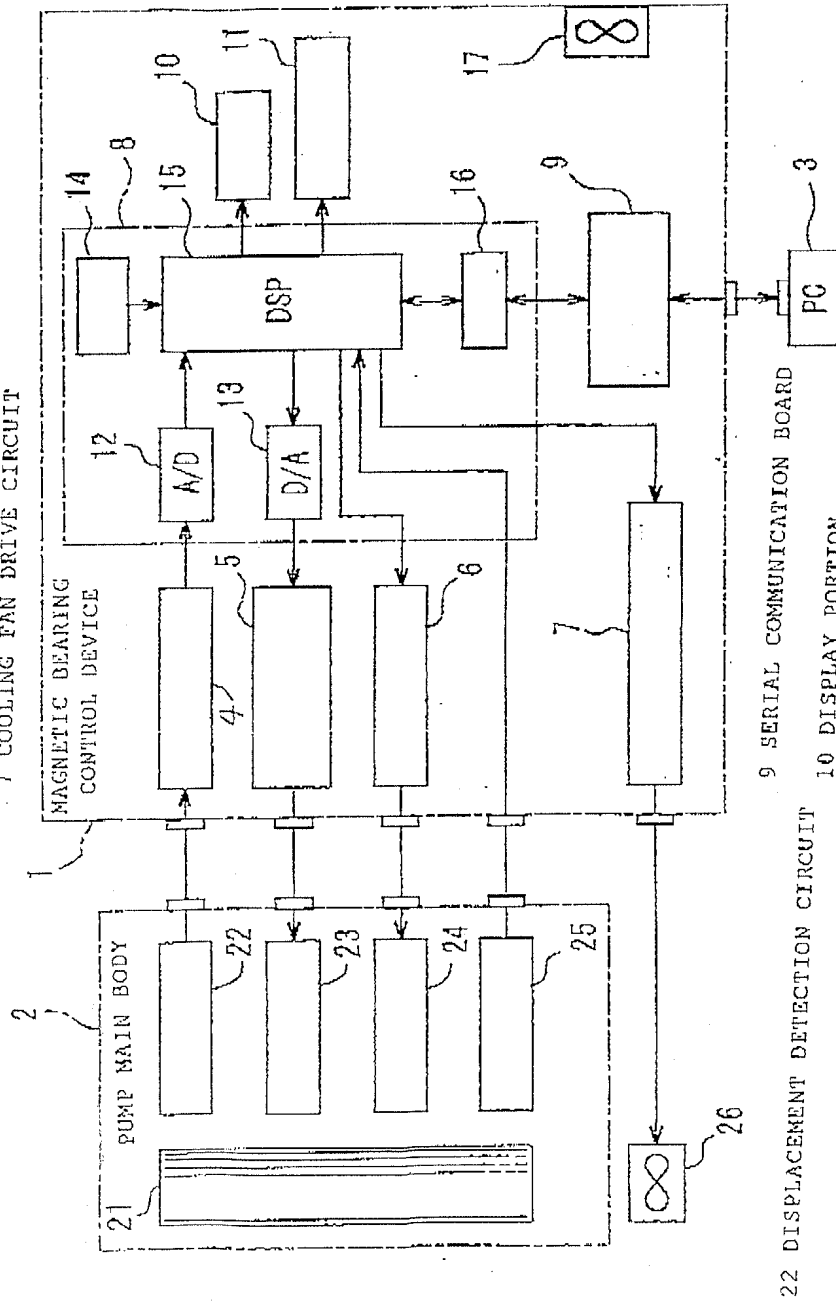 7 COOLING FAN DRIVE CIRCUIT
1
MAGNETIC BEARING
CONTROL DEVICE
2
PUMP MAIN BODY
21
22
23
24
25
26
4
5
6
7
12
A/D
13
D/A
14
8
15
DSP
10
11
16
9
17
3
PC
9 SERIAL COMMUNICATION BOARD
22 DISPLACEMENT DETECTION CIRCUIT
10 DISPLAY PORTION